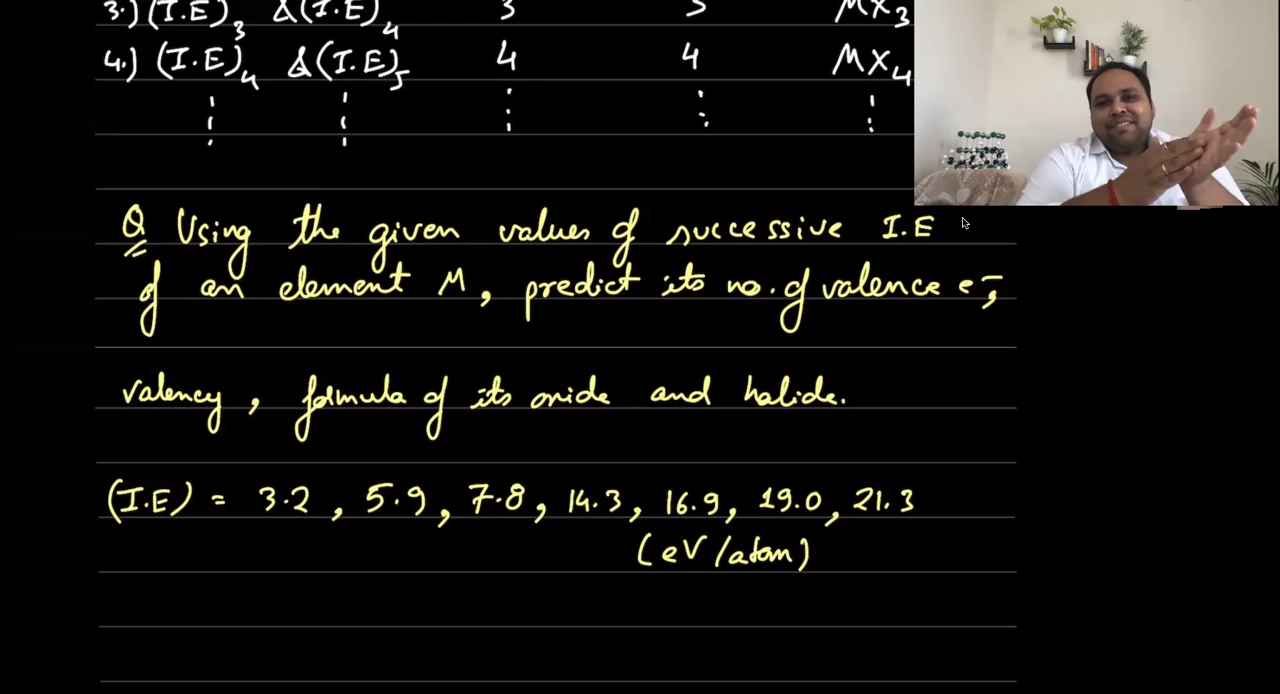 3.) (I.E)₃ &(I.E)₄ 3 3 MX₃
4.) (I.E)₄ &(I.E)₅ 4 4 MX₄
Q Using the given values of successive I.E
of an element M, predict its no. of valence e⁻,
valency, formula of its oxide and halide.
(I.E) = 3.2, 5.9, 7.8, 14.3, 16.9, 19.0, 21.3
(eV/atom)